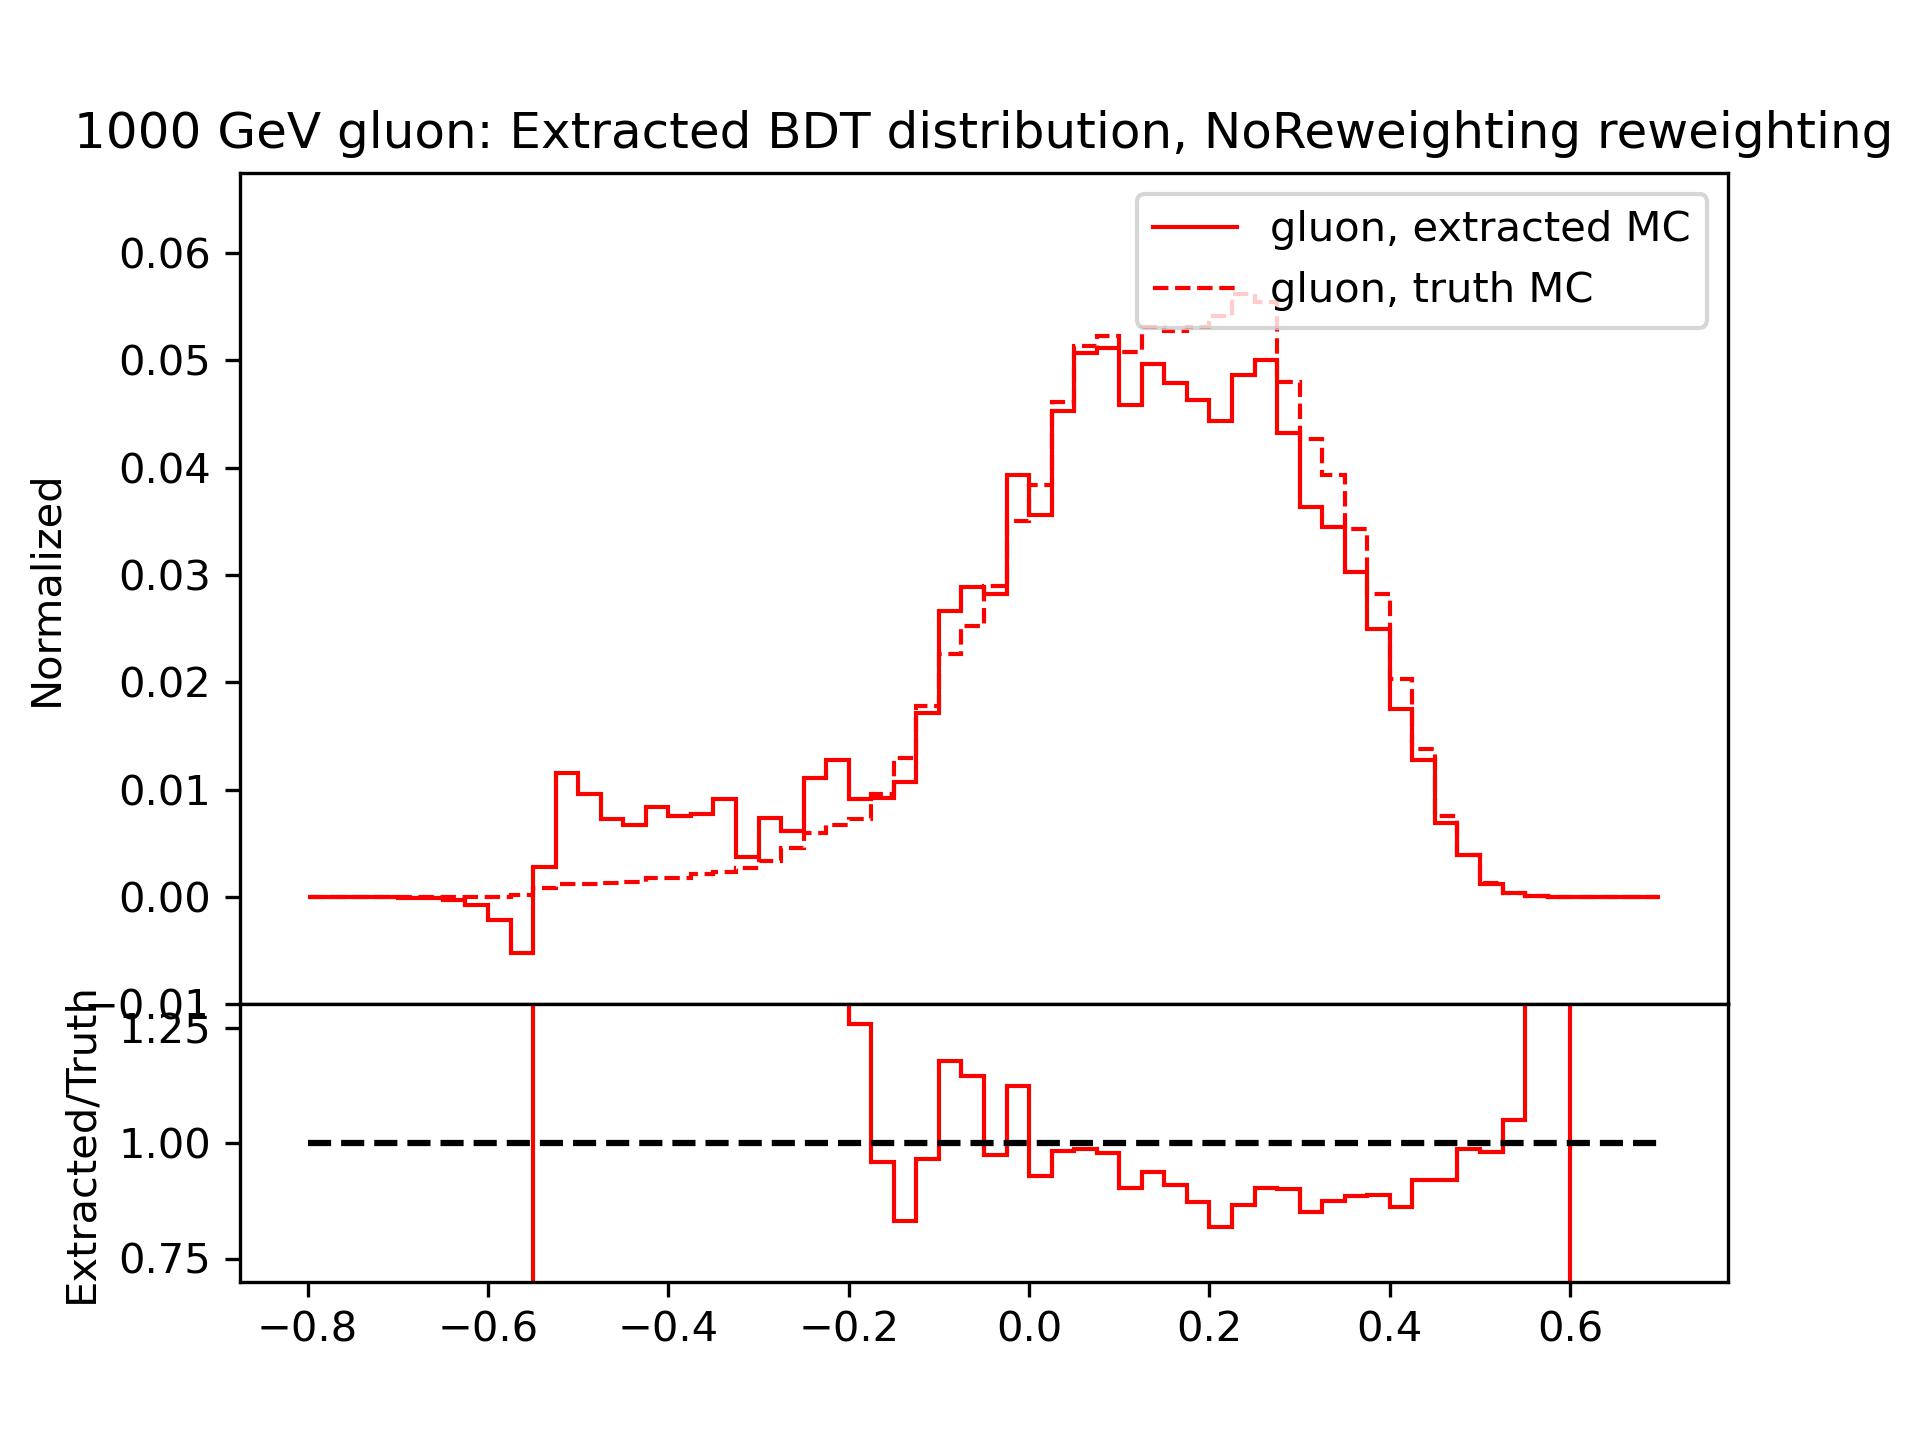 1000 GeV gluon: Extracted BDT distribution, NoReweighting reweighting
gluon, extracted MC
gluon, truth MC
Normalized
0.06
0.05
0.04
0.03
0.02
0.01
0.00
−0.01
Extracted/Truth
1.25
1.00
0.75
−0.8 −0.6 −0.4 −0.2 0.0 0.2 0.4 0.6